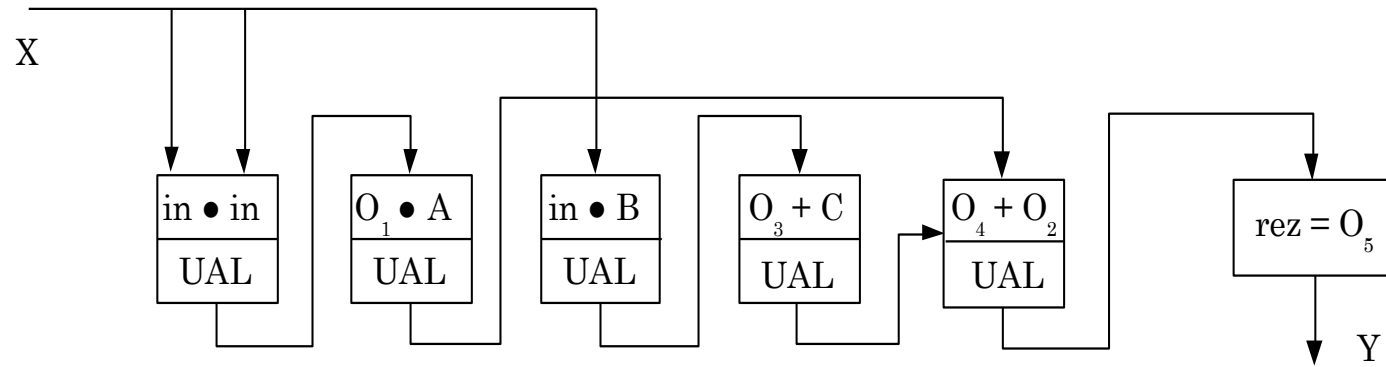 X
in • in
UAL
O₁ • A
UAL
in • B
UAL
O₃ + C
UAL
O₄ + O₂
UAL
rez = O₅
Y